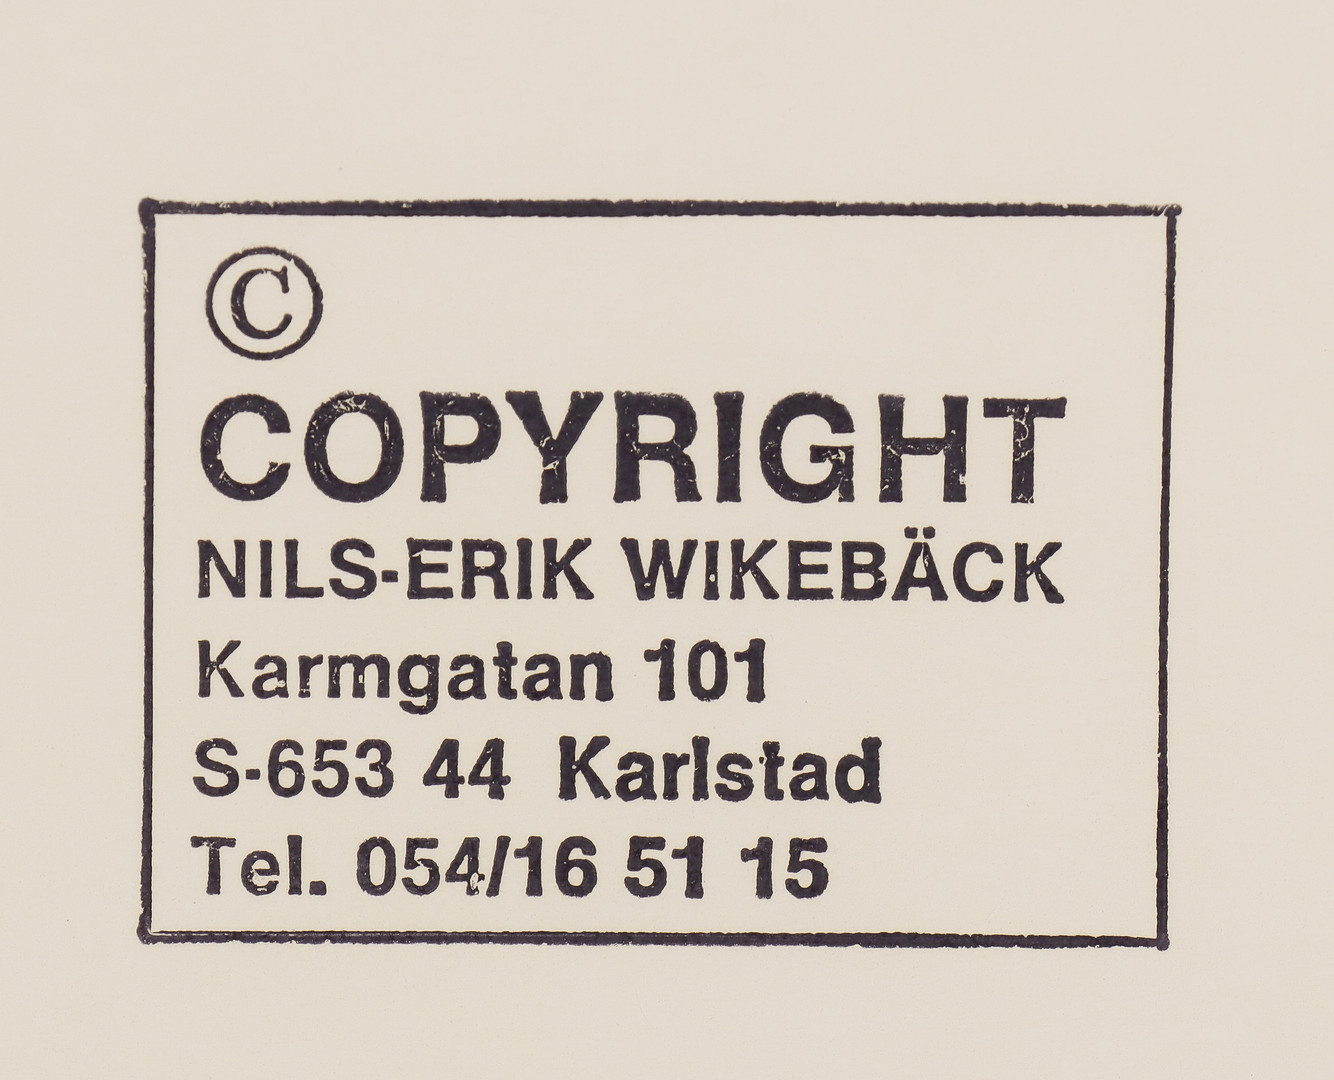 ©
COPYRIGHT
NILS-ERIK WIKEBÄCK
Karmgatan 101
S-653 44 Karlstad
Tel. 054/16 51 15